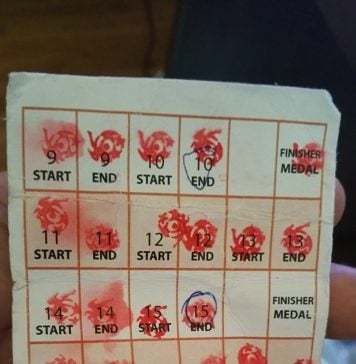 9 9 10 10 FINISHER
START END START END MEDAL
11 11 12 12 13 13
START END START END START END
14 14 15 15 FINISHER
START END START END MEDAL